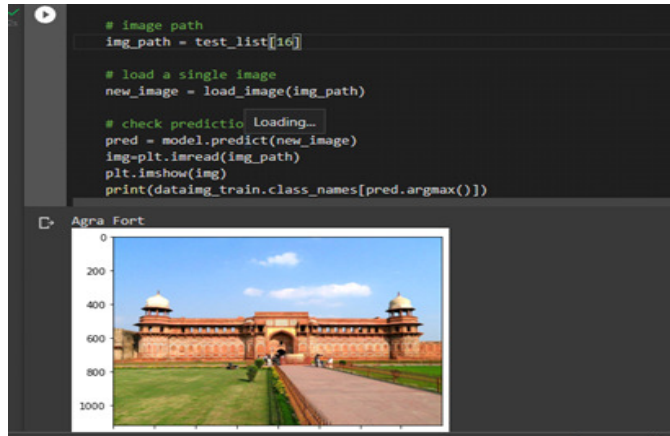 # image path
img_path = test_list[16]
# load a single image
new_image = load_image(img_path)
# check predictio Loading...
pred = model.predict(new_image)
img=plt.imread(img_path)
plt.imshow(img)
print(dataimg_train.class_names[pred.argmax()])
Agra Fort
0
200
400
600
800
1000